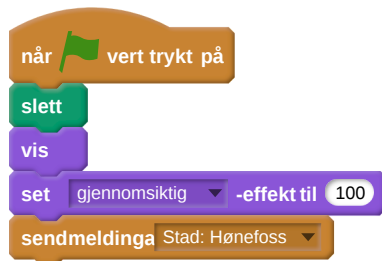 når vert trykt på
slett
vis
set gjennomsiktig -effekt til 100
sendmeldinga Stad: Hønefoss